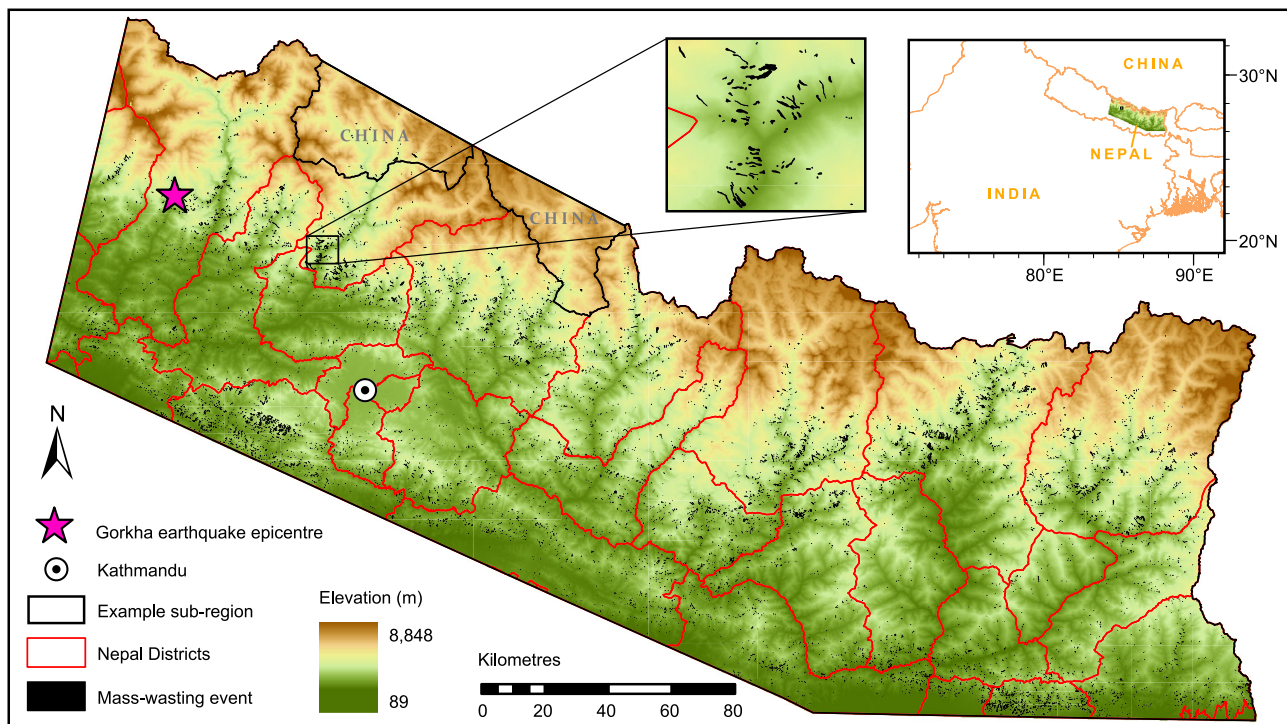 CHINA
CHINA
CHINA
NEPAL
INDIA
30°N
20°N
80°E
90°E
N
Gorkha earthquake epicentre
Kathmandu
Example sub-region
Nepal Districts
Mass-wasting event
Elevation (m)
8,848
89
Kilometres
0 10 20 40 60 80